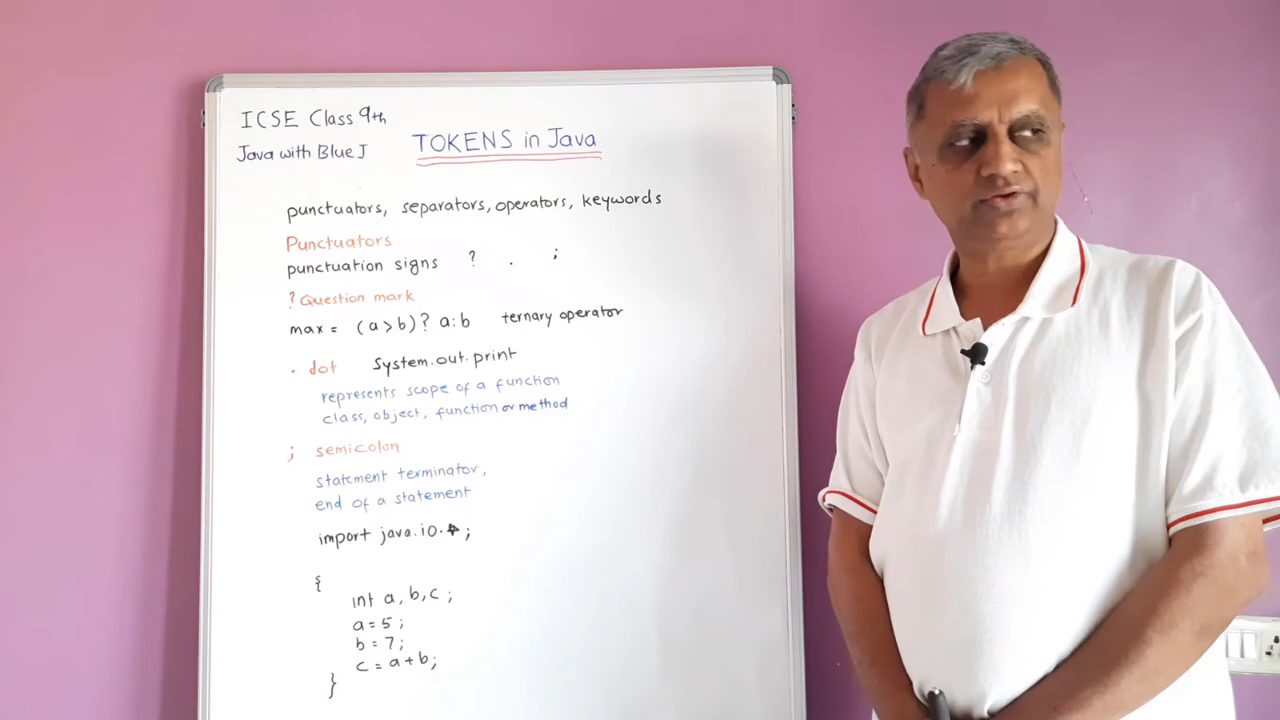 ICSE Class 9th
Java with BlueJ
TOKENS in Java
punctuators, separators, operators, keywords
Punctuators
punctuation signs ? . ;
? Question mark
max = (a > b) ? a : b ternary operator
. dot System.out.print
represents scope of a function
class, object, function or method
; semicolon
statement terminator,
end of a statement
import java.io.*;
{
int a, b, c ;
a = 5 ;
b = 7 ;
c = a + b ;
}